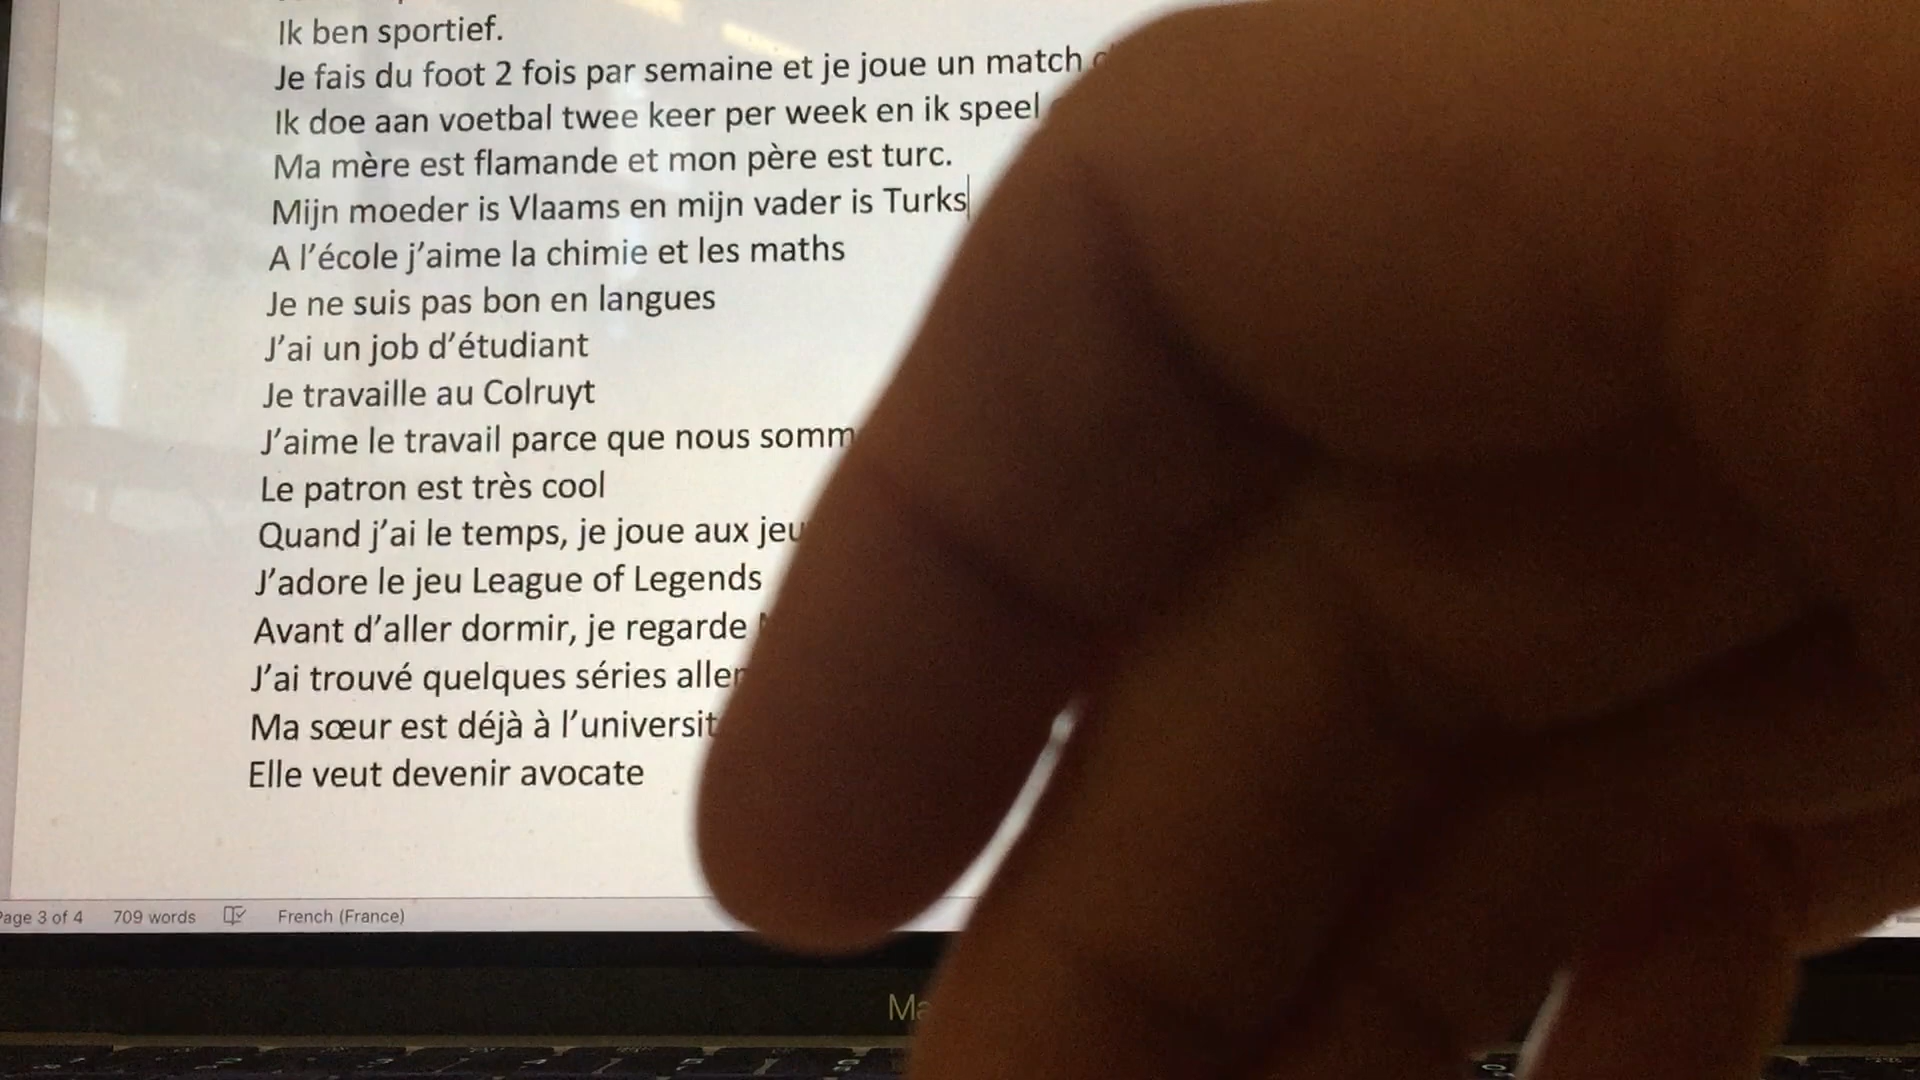 Ik ben sportief.
Je fais du foot 2 fois par semaine et je joue un match
Ik doe aan voetbal twee keer per week en ik speel
Ma mère est flamande et mon père est turc.
Mijn moeder is Vlaams en mijn vader is Turks
A l’école j’aime la chimie et les maths
Je ne suis pas bon en langues
J’ai un job d’étudiant
Je travaille au Colruyt
J’aime le travail parce que nous
Le patron est très cool
Quand j’ai le temps, je joue aux
J’adore le jeu League of Legends
Avant d’aller dormir, je regarde
J’ai trouvé quelques séries
Ma sœur est déjà à
Elle veut devenir avocate
Page 3 of 4 709 words French (France)